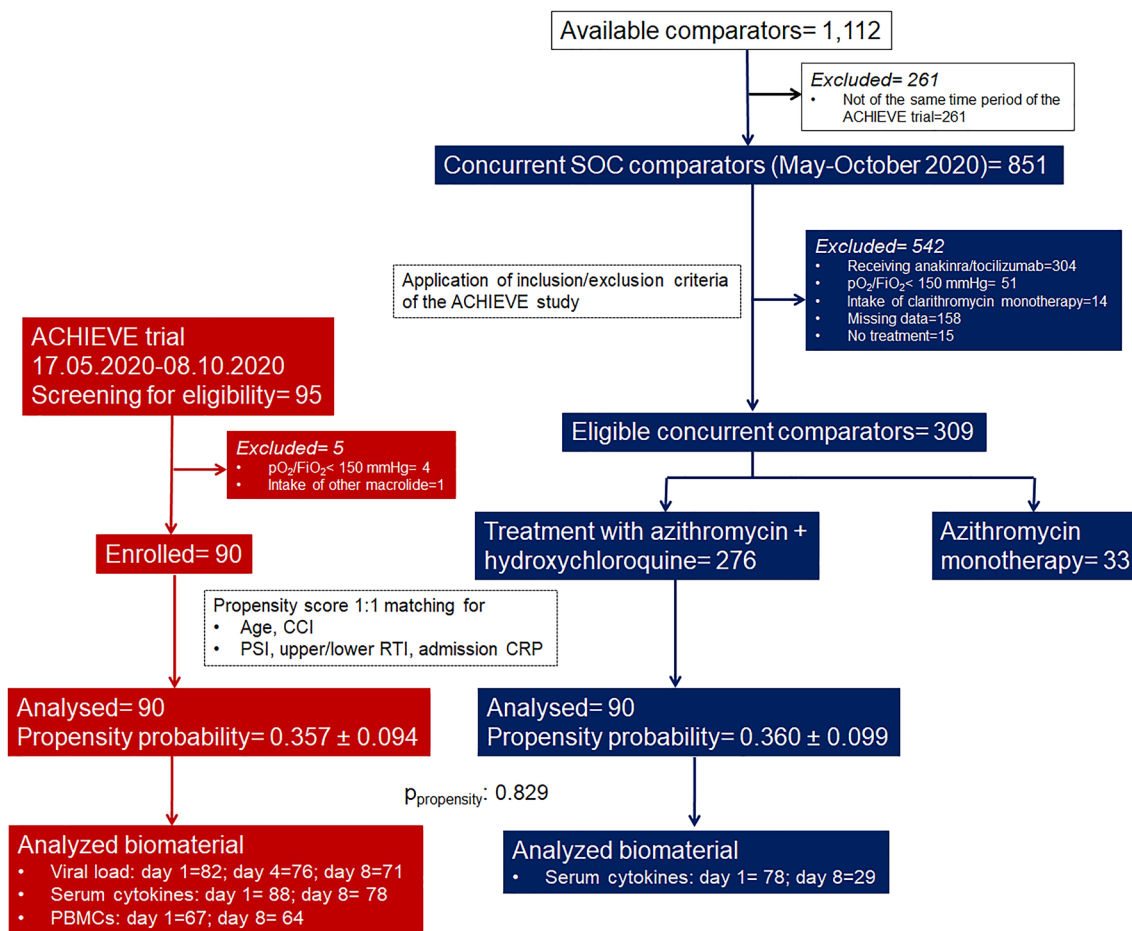 Available comparators= 1,112
Excluded= 261
• Not of the same time period of the
ACHIEVE trial=261
Concurrent SOC comparators (May-October 2020)= 851
Application of inclusion/exclusion criteria
of the ACHIEVE study
Excluded= 542
• Receiving anakinra/tocilizumab=304
• pO₂/FiO₂< 150 mmHg= 51
• Intake of clarithromycin monotherapy=14
• Missing data=158
• No treatment=15
ACHIEVE trial
17.05.2020-08.10.2020
Screening for eligibility= 95
Excluded= 5
• pO₂/FiO₂< 150 mmHg= 4
• Intake of other macrolide=1
Eligible concurrent comparators= 309
Enrolled= 90
Treatment with azithromycin +
hydroxychloroquine= 276
Azithromycin
monotherapy= 33
Propensity score 1:1 matching for
• Age, CCI
• PSI, upper/lower RTI, admission CRP
Analysed= 90
Propensity probability= 0.357 ± 0.094
Analysed= 90
Propensity probability= 0.360 ± 0.099
p_propensity: 0.829
Analyzed biomaterial
• Viral load: day 1=82; day 4=76; day 8=71
• Serum cytokines: day 1= 88; day 8= 78
• PBMCs: day 1=67; day 8= 64
Analyzed biomaterial
• Serum cytokines: day 1= 78; day 8=29